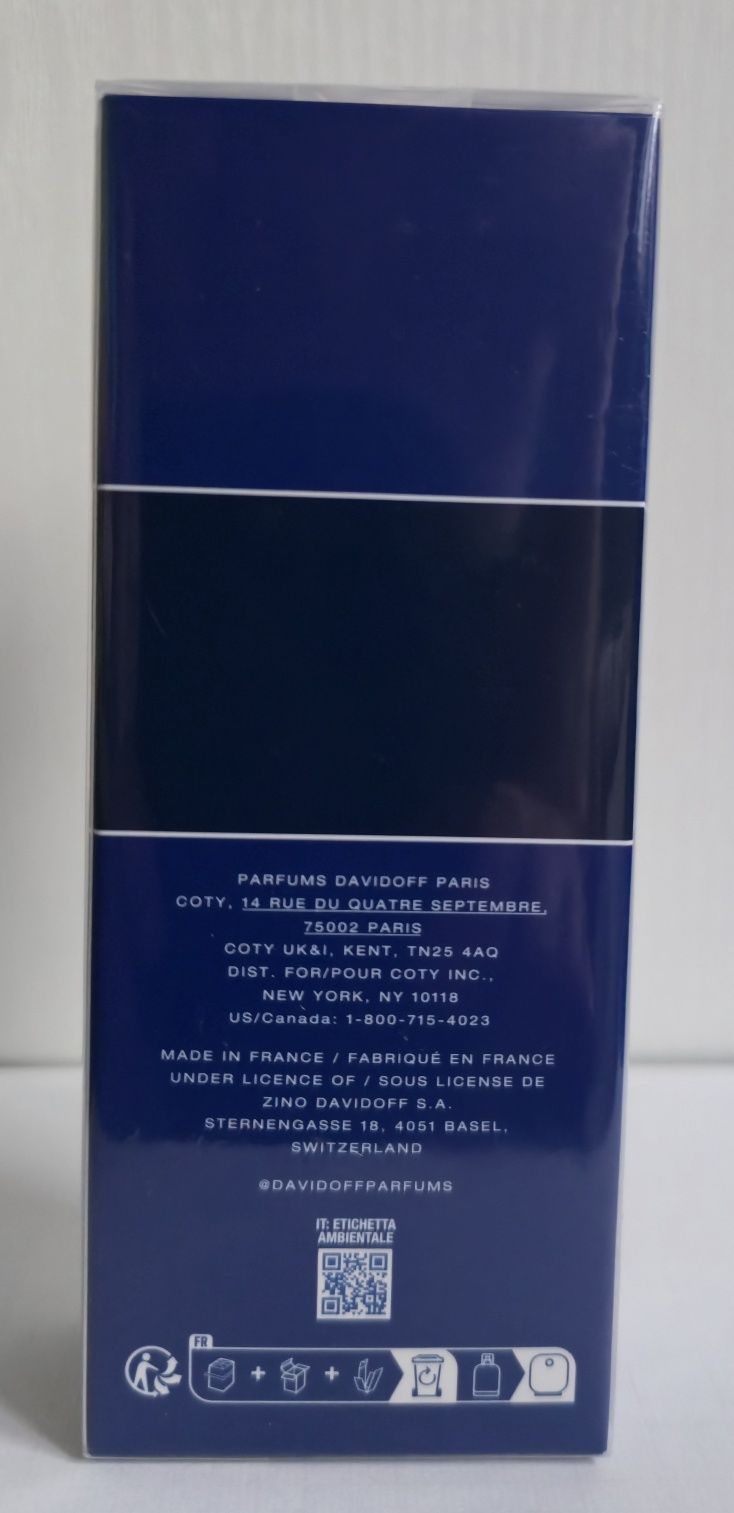 PARFUMS DAVIDOFF PARIS
COTY, 14 RUE DU QUATRE SEPTEMBRE,
75002 PARIS
COTY UK&I, KENT, TN25 4AQ
DIST. FOR/POUR COTY INC.,
NEW YORK, NY 10118
US/Canada: 1-800-715-4023
MADE IN FRANCE / FABRIQUÉ EN FRANCE
UNDER LICENCE OF / SOUS LICENSE DE
ZINO DAVIDOFF S.A.
STERNENGASSE 18, 4051 BASEL,
SWITZERLAND
@DAVIDOFFPARFUMS
IT: ETICHETTA
AMBIENTALE
FR